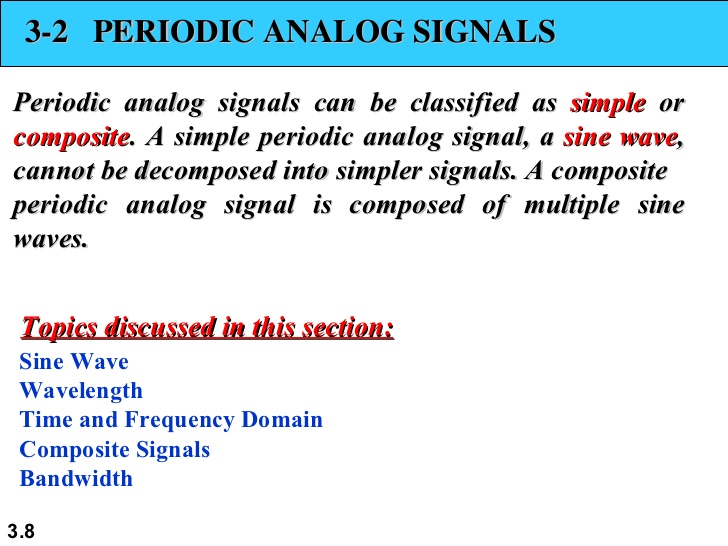 3-2 PERIODIC ANALOG SIGNALS
Periodic analog signals can be classified as simple or
composite. A simple periodic analog signal, a sine wave,
cannot be decomposed into simpler signals. A composite
periodic analog signal is composed of multiple sine
waves.
Topics discussed in this section:
Sine Wave
Wavelength
Time and Frequency Domain
Composite Signals
Bandwidth
3.8